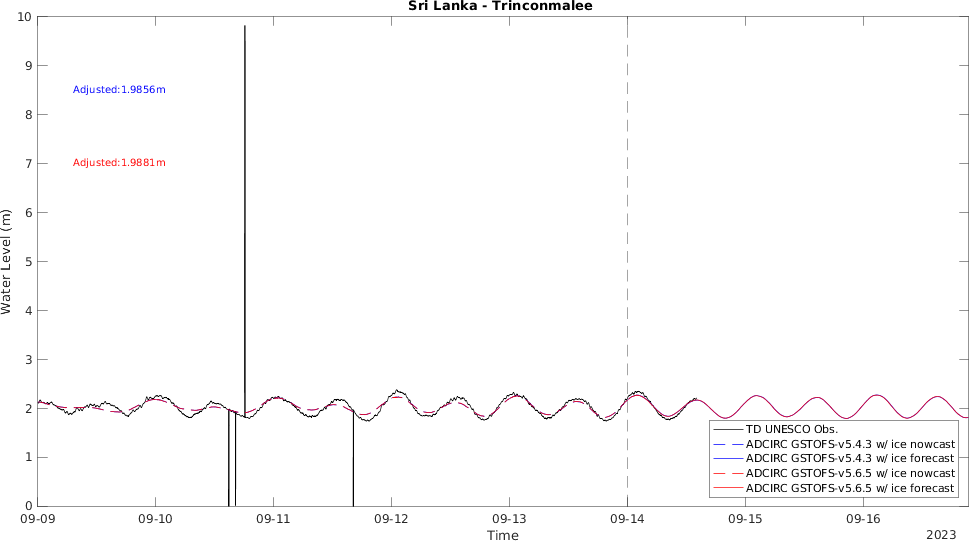 Sri Lanka - Trinconmalee
10
9
8
7
6
5
4
3
2
1
0
Water Level (m)
Adjusted:1.9856m
Adjusted:1.9881m
TD UNESCO Obs.
ADCIRC GSTOFS-v5.4.3 w/ ice nowcast
ADCIRC GSTOFS-v5.4.3 w/ ice forecast
ADCIRC GSTOFS-v5.6.5 w/ ice nowcast
ADCIRC GSTOFS-v5.6.5 w/ ice forecast
09-09 09-10 09-11 09-12 09-13 09-14 09-15 09-16
Time
2023